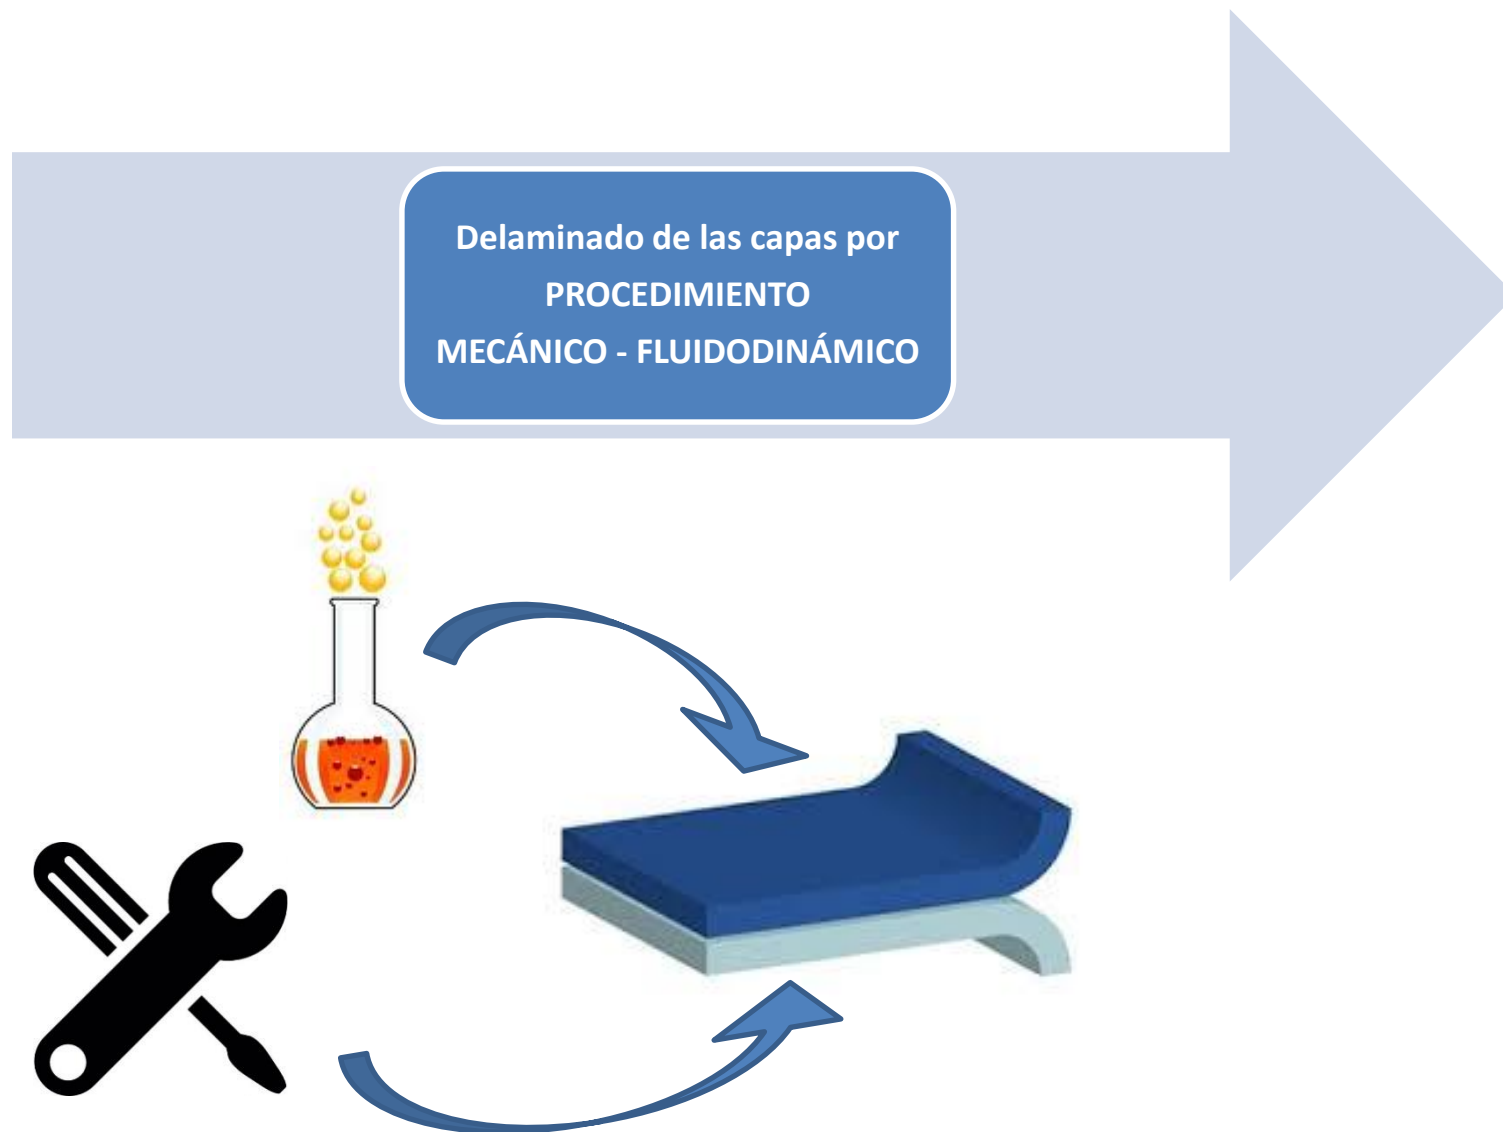 Delaminado de las capas por
PROCEDIMIENTO
MECÁNICO - FLUIDODINÁMICO